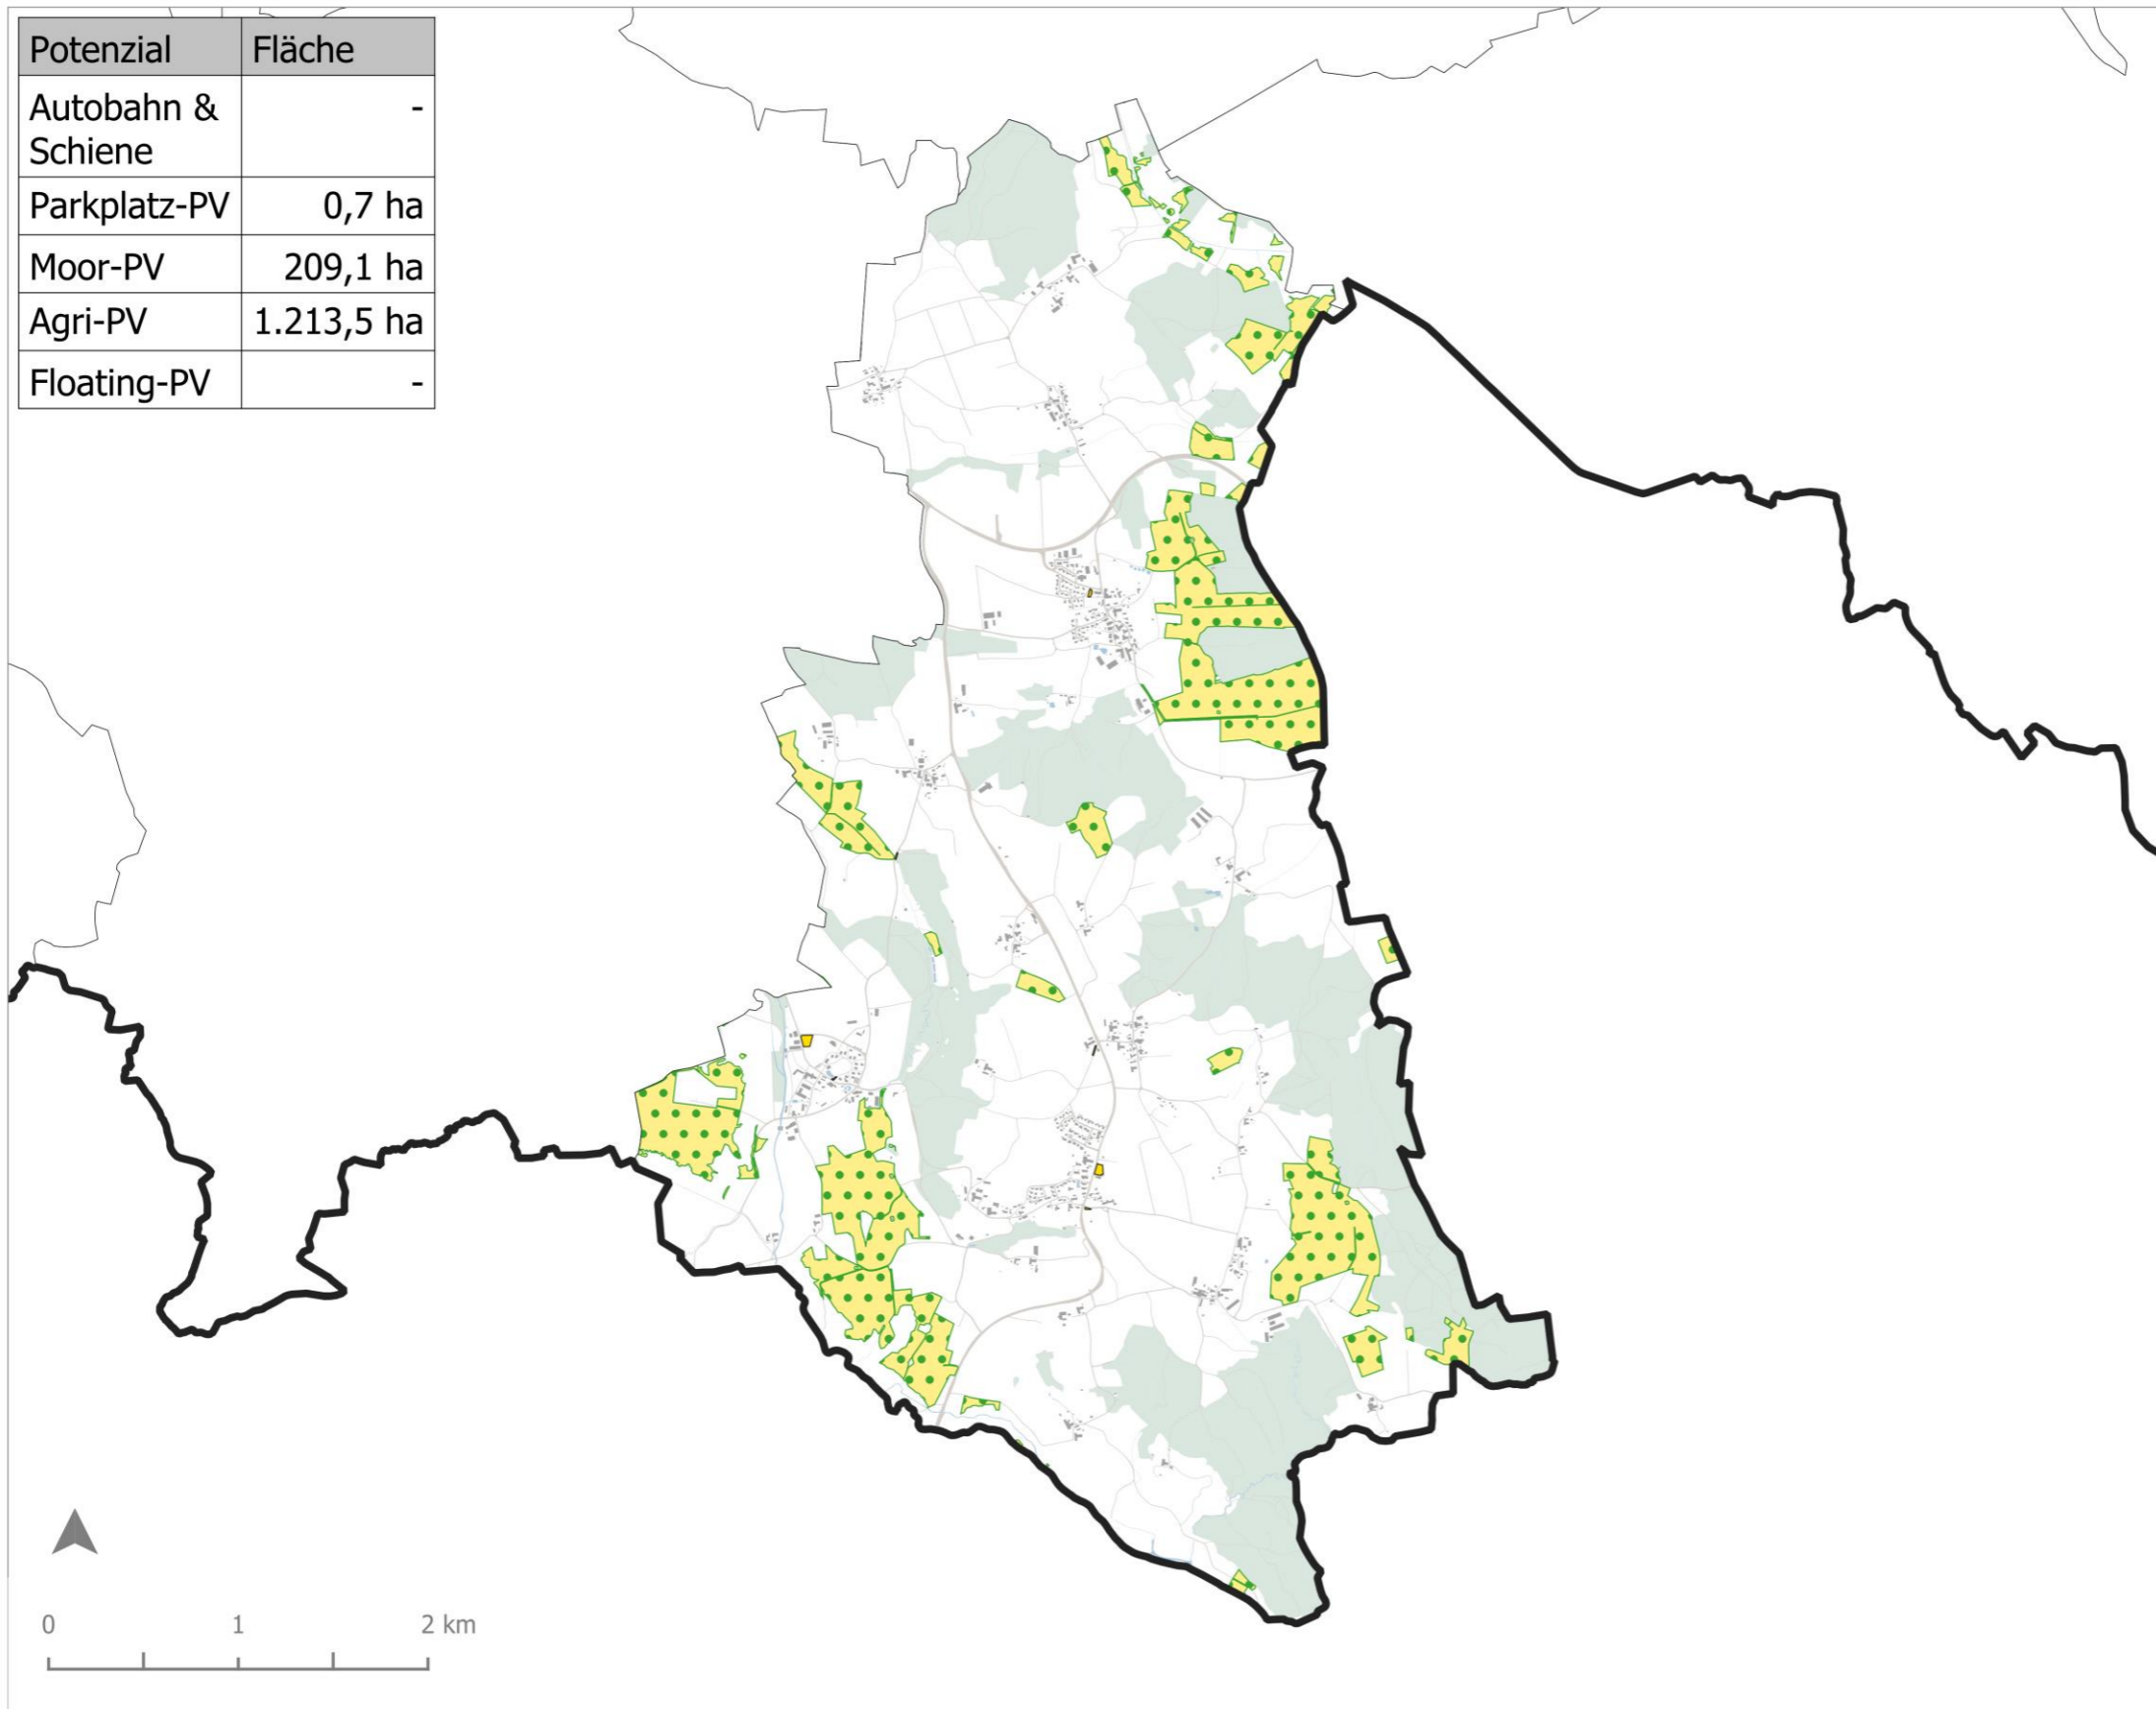 Potenzial Fläche
Autobahn & -
Schiene
Parkplatz-PV 0,7 ha
Moor-PV 209,1 ha
Agri-PV 1.213,5 ha
Floating-PV -
0 1 2 km